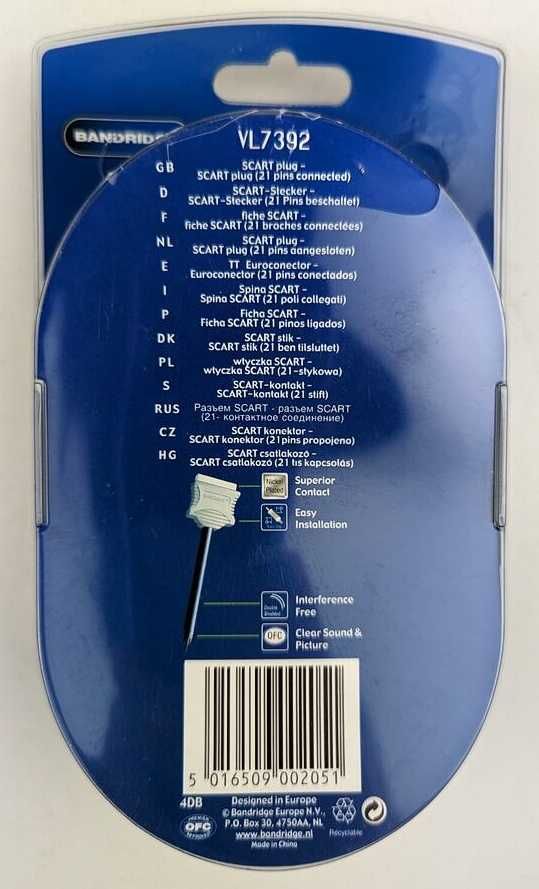 BANDRIDGE
VL7392
GB SCART plug -
SCART plug (21 pins connected)
D SCART-Stecker -
SCART-Stecker (21 Pins beschaltet)
F fiche SCART -
fiche SCART (21 broches connectées)
NL SCART plug -
SCART plug (21 pins aangesloten)
E TT Euroconector -
Euroconector (21 pins conectados)
I Spina SCART -
Spina SCART (21 poli collegati)
P Ficha SCART -
Ficha SCART (21 pinos ligados)
DK SCART stik -
SCART stik (21 ben tilsluttet)
PL wtyczka SCART -
wtyczka SCART (21-stykowa)
S SCART-kontakt -
SCART-kontakt (21 stift)
RUS Разъем SCART - разъем SCART
(21- контактное соединение)
CZ SCART konektor -
SCART konektor (21pins propojeno)
HG SCART csatlakozó -
SCART csatlakozó (21 tis kapcsolás)
Nickel
Plated
Superior
Contact
Easy
Installation
Double
Shielded
Interference
Free
OFC
Clear Sound &
Picture
5 016509 002051
4DB
PREMIER
OFC
APPROVED
Designed in Europe
© Bandridge Europe N.V.,
P.O. Box 30, 4750AA, NL
www.bandridge.nl
Made in China
Recyclable